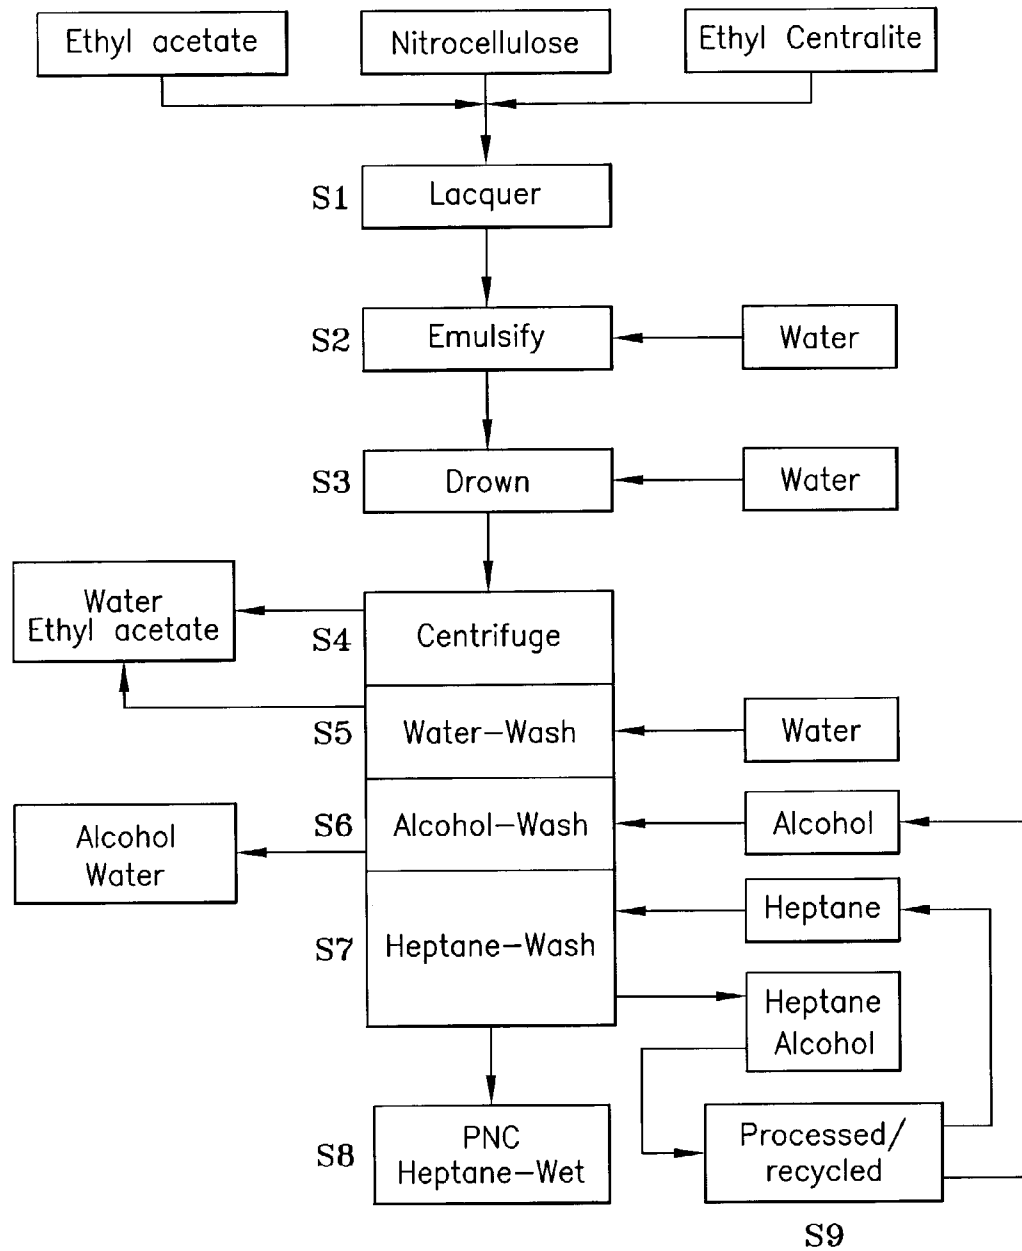 Ethyl acetate
Nitrocellulose
Ethyl Centralite
S1
Lacquer
S2
Emulsify
Water
S3
Drown
Water
Water
Ethyl acetate
S4
Centrifuge
S5
Water-Wash
Water
Alcohol
Water
S6
Alcohol-Wash
Alcohol
S7
Heptane-Wash
Heptane
Heptane
Alcohol
S8
PNC
Heptane-Wet
Processed/
recycled
S9